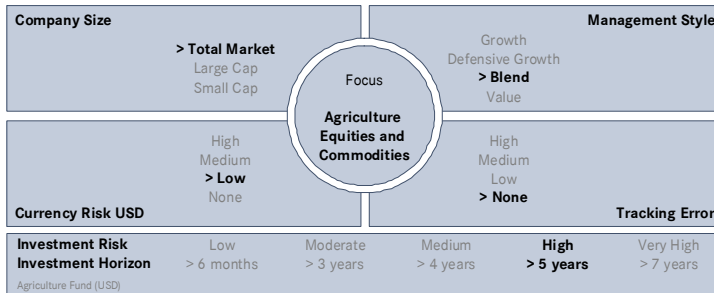 Company Size
> Total Market
Large Cap
Small Cap
Management Style
Growth
Defensive Growth
> Blend
Value
Focus
Agriculture
Equities and
Commodities
High
Medium
> Low
None
Currency Risk USD
High
Medium
Low
> None
Tracking Error
Investment Risk Low Moderate Medium High Very High
Investment Horizon > 6 months > 3 years > 4 years > 5 years > 7 years
Agriculture Fund (USD)